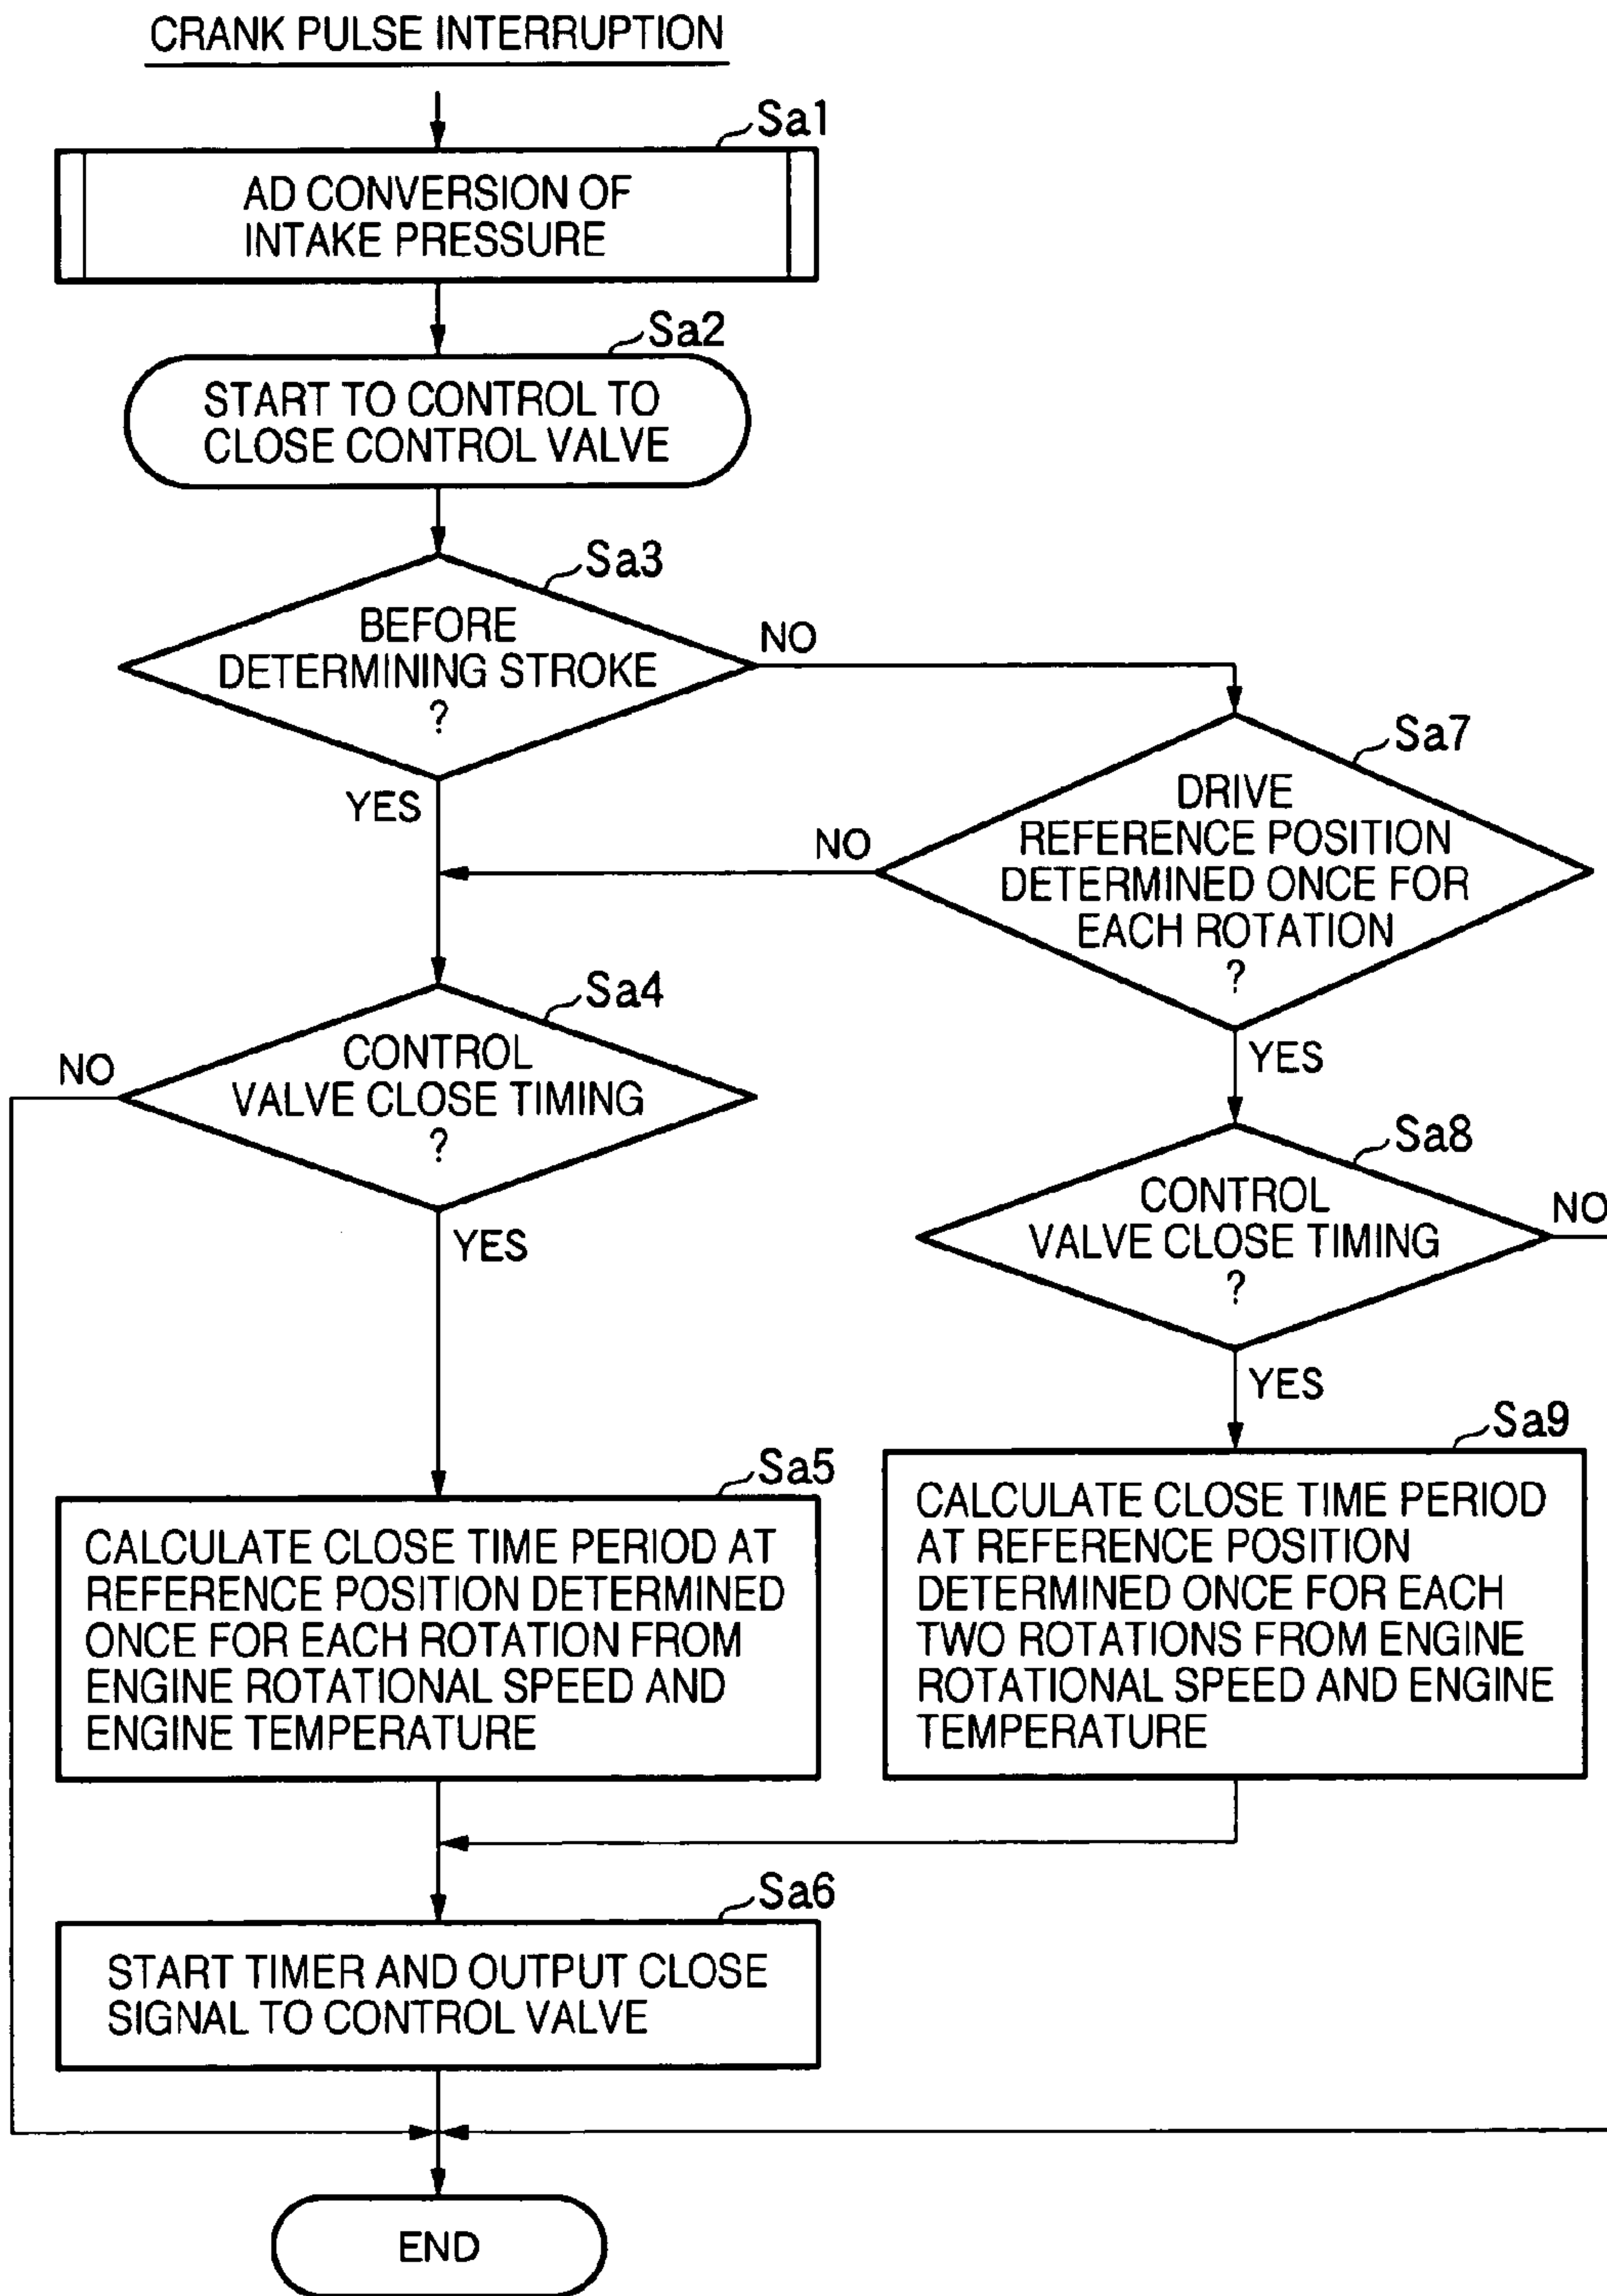 CRANK PULSE INTERRUPTION
Sa1
AD CONVERSION OF
INTAKE PRESSURE
Sa2
START TO CONTROL TO
CLOSE CONTROL VALVE
Sa3
BEFORE
DETERMINING STROKE
?
NO
YES
Sa7
DRIVE
REFERENCE POSITION
DETERMINED ONCE FOR
EACH ROTATION
?
NO
YES
Sa4
CONTROL
VALVE CLOSE TIMING
?
NO
YES
Sa8
CONTROL
VALVE CLOSE TIMING
?
NO
YES
Sa5
CALCULATE CLOSE TIME PERIOD AT
REFERENCE POSITION DETERMINED
ONCE FOR EACH ROTATION FROM
ENGINE ROTATIONAL SPEED AND
ENGINE TEMPERATURE
Sa9
CALCULATE CLOSE TIME PERIOD
AT REFERENCE POSITION
DETERMINED ONCE FOR EACH
TWO ROTATIONS FROM ENGINE
ROTATIONAL SPEED AND ENGINE
TEMPERATURE
Sa6
START TIMER AND OUTPUT CLOSE
SIGNAL TO CONTROL VALVE
END